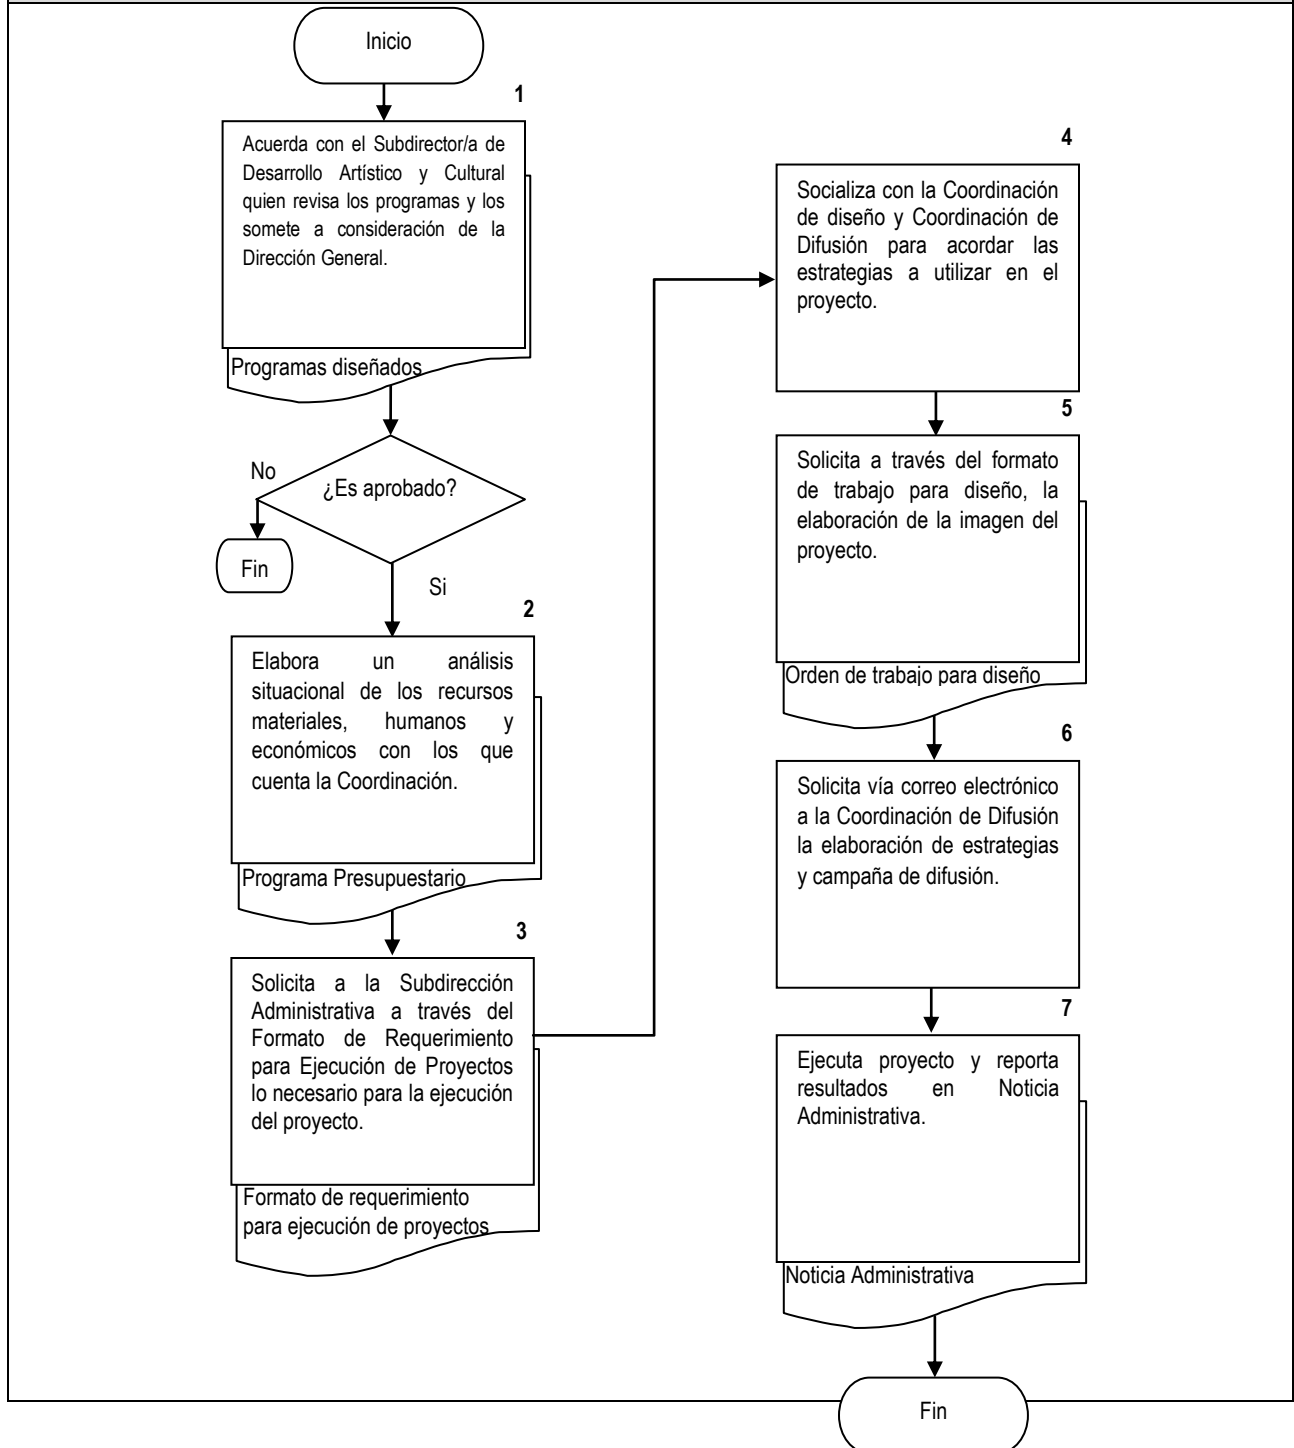 Inicio
1
Acuerda con el Subdirector/a de
Desarrollo Artístico y Cultural
quien revisa los programas y los
somete a consideración de la
Dirección General.
Programas diseñados
¿Es aprobado?
No
Fin
Si
2
Elabora un análisis
situacional de los recursos
materiales, humanos y
económicos con los que
cuenta la Coordinación.
Programa Presupuestario
3
Solicita a la Subdirección
Administrativa a través del
Formato de Requerimiento
para Ejecución de Proyectos
lo necesario para la ejecución
del proyecto.
Formato de requerimiento
para ejecución de proyectos
4
Socializa con la Coordinación
de diseño y Coordinación de
Difusión para acordar las
estrategias a utilizar en el
proyecto.
5
Solicita a través del formato
de trabajo para diseño, la
elaboración de la imagen del
proyecto.
Orden de trabajo para diseño
6
Solicita vía correo electrónico
a la Coordinación de Difusión
la elaboración de estrategias
y campaña de difusión.
7
Ejecuta proyecto y reporta
resultados en Noticia
Administrativa.
Noticia Administrativa
Fin